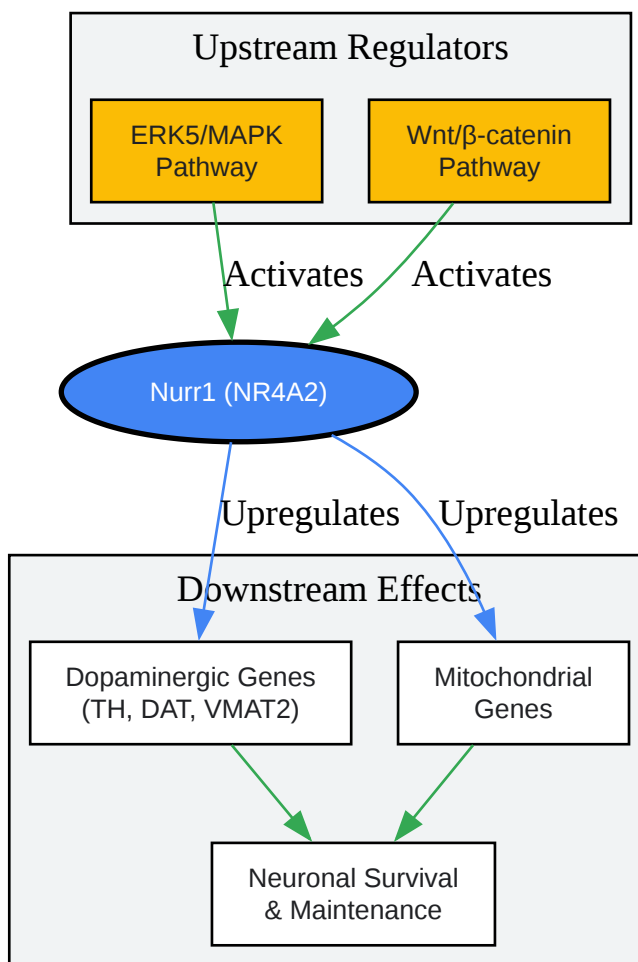 Upstream Regulators
ERK5/MAPK
Pathway
Wnt/β-catenin
Pathway
Activates
Activates
Nurr1 (NR4A2)
Upregulates
Upregulates
Downstream Effects
Dopaminergic Genes
(TH, DAT, VMAT2)
Mitochondrial
Genes
Neuronal Survival
& Maintenance